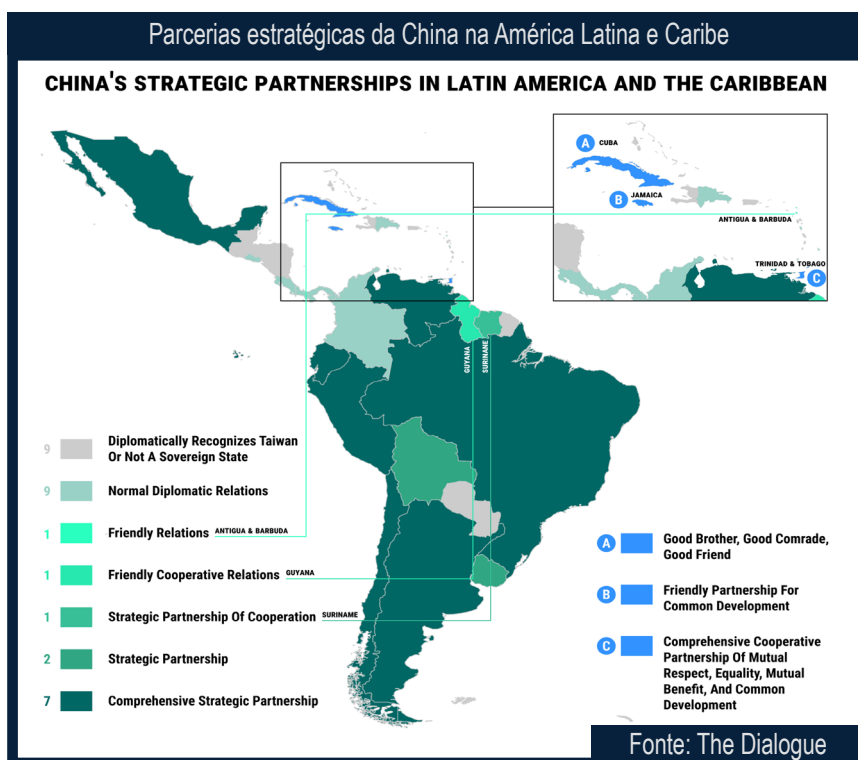 Parcerias estratégicas da China na América Latina e Caribe
CHINA'S STRATEGIC PARTNERSHIPS IN LATIN AMERICA AND THE CARIBBEAN
A CUBA
B JAMAICA
ANTIGUA & BARBUDA
TRINIDAD & TOBAGO
C
GUYANA
SURINAME
9 Diplomatically Recognizes Taiwan
Or Not A Sovereign State
9 Normal Diplomatic Relations
1 Friendly Relations ANTIGUA & BARBUDA
1 Friendly Cooperative Relations GUYANA
1 Strategic Partnership Of Cooperation SURINAME
2 Strategic Partnership
7 Comprehensive Strategic Partnership
A Good Brother, Good Comrade,
Good Friend
B Friendly Partnership For
Common Development
C Comprehensive Cooperative
Partnership Of Mutual
Respect, Equality, Mutual
Benefit, And Common
Development
Fonte: The Dialogue